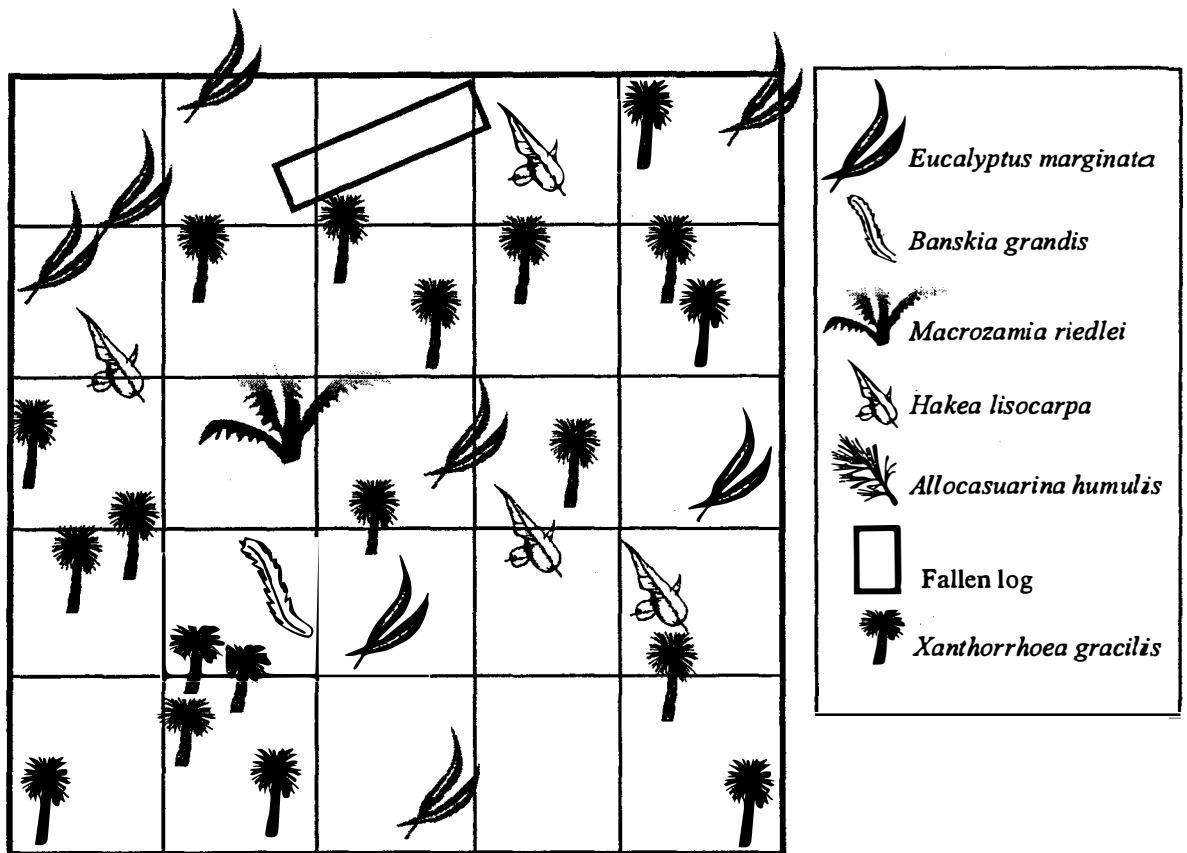 Eucalyptus marginata
Banskia grandis
Macrozamia riedlei
Hakea lisocarpa
Allocasuarina humulis
Fallen log
Xanthorrhoea gracilis